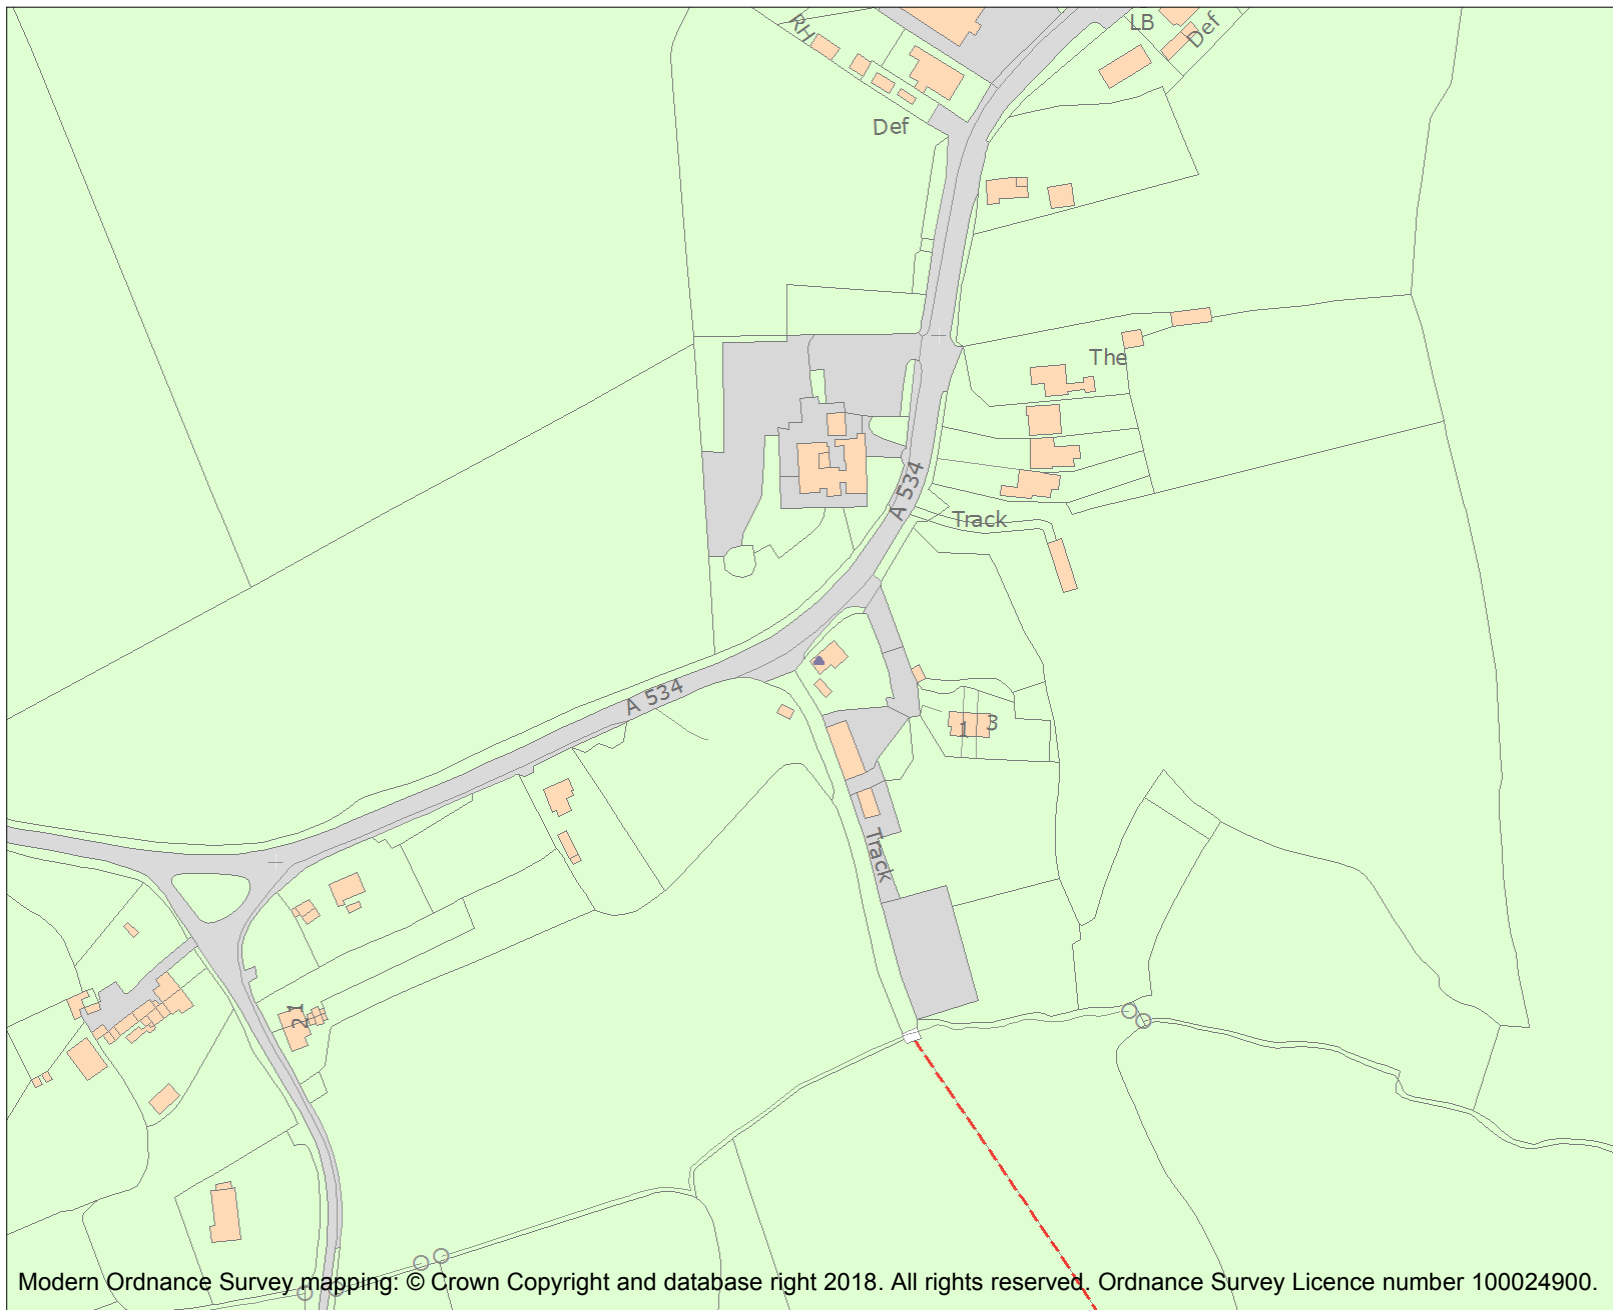 RH
LB
Def
Def
The
A 534
Track
A 534
1 3
Track
21
Modern Ordnance Survey mapping: © Crown Copyright and database right 2018. All rights reserved. Ordnance Survey Licence number 100024900.